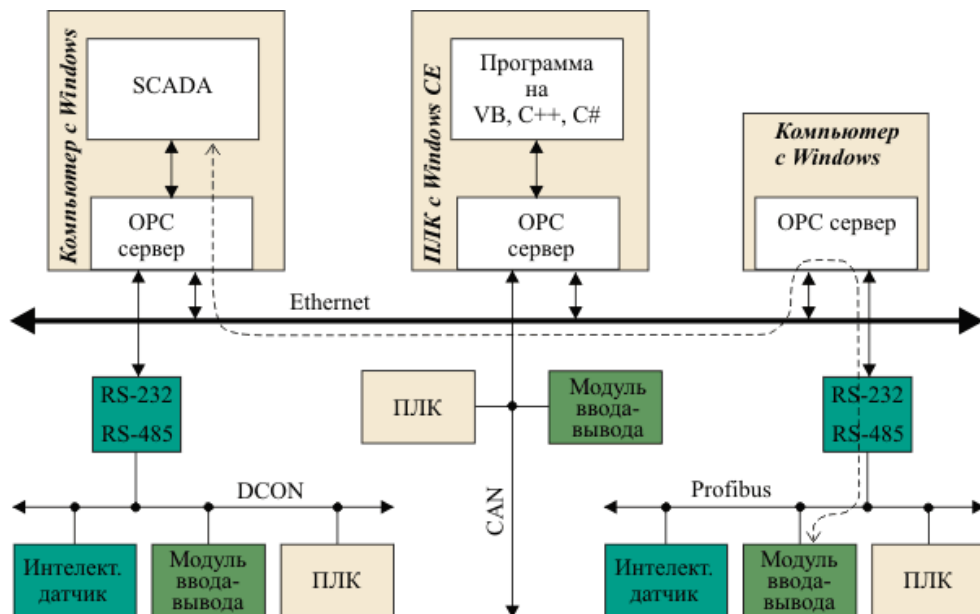 Компьютер с Windows
SCADA
OPC
сервер
ПЛК с Windows CE
Программа
на
VB, C++, C#
OPC
сервер
Компьютер
с Windows
OPC сервер
Ethernet
RS-232
RS-485
ПЛК
Модуль
ввода-
вывода
RS-232
RS-485
DCON
CAN
Profibus
Интелект.
датчик
Модуль
ввода-
вывода
ПЛК
Интелект.
датчик
Модуль
ввода-
вывода
ПЛК